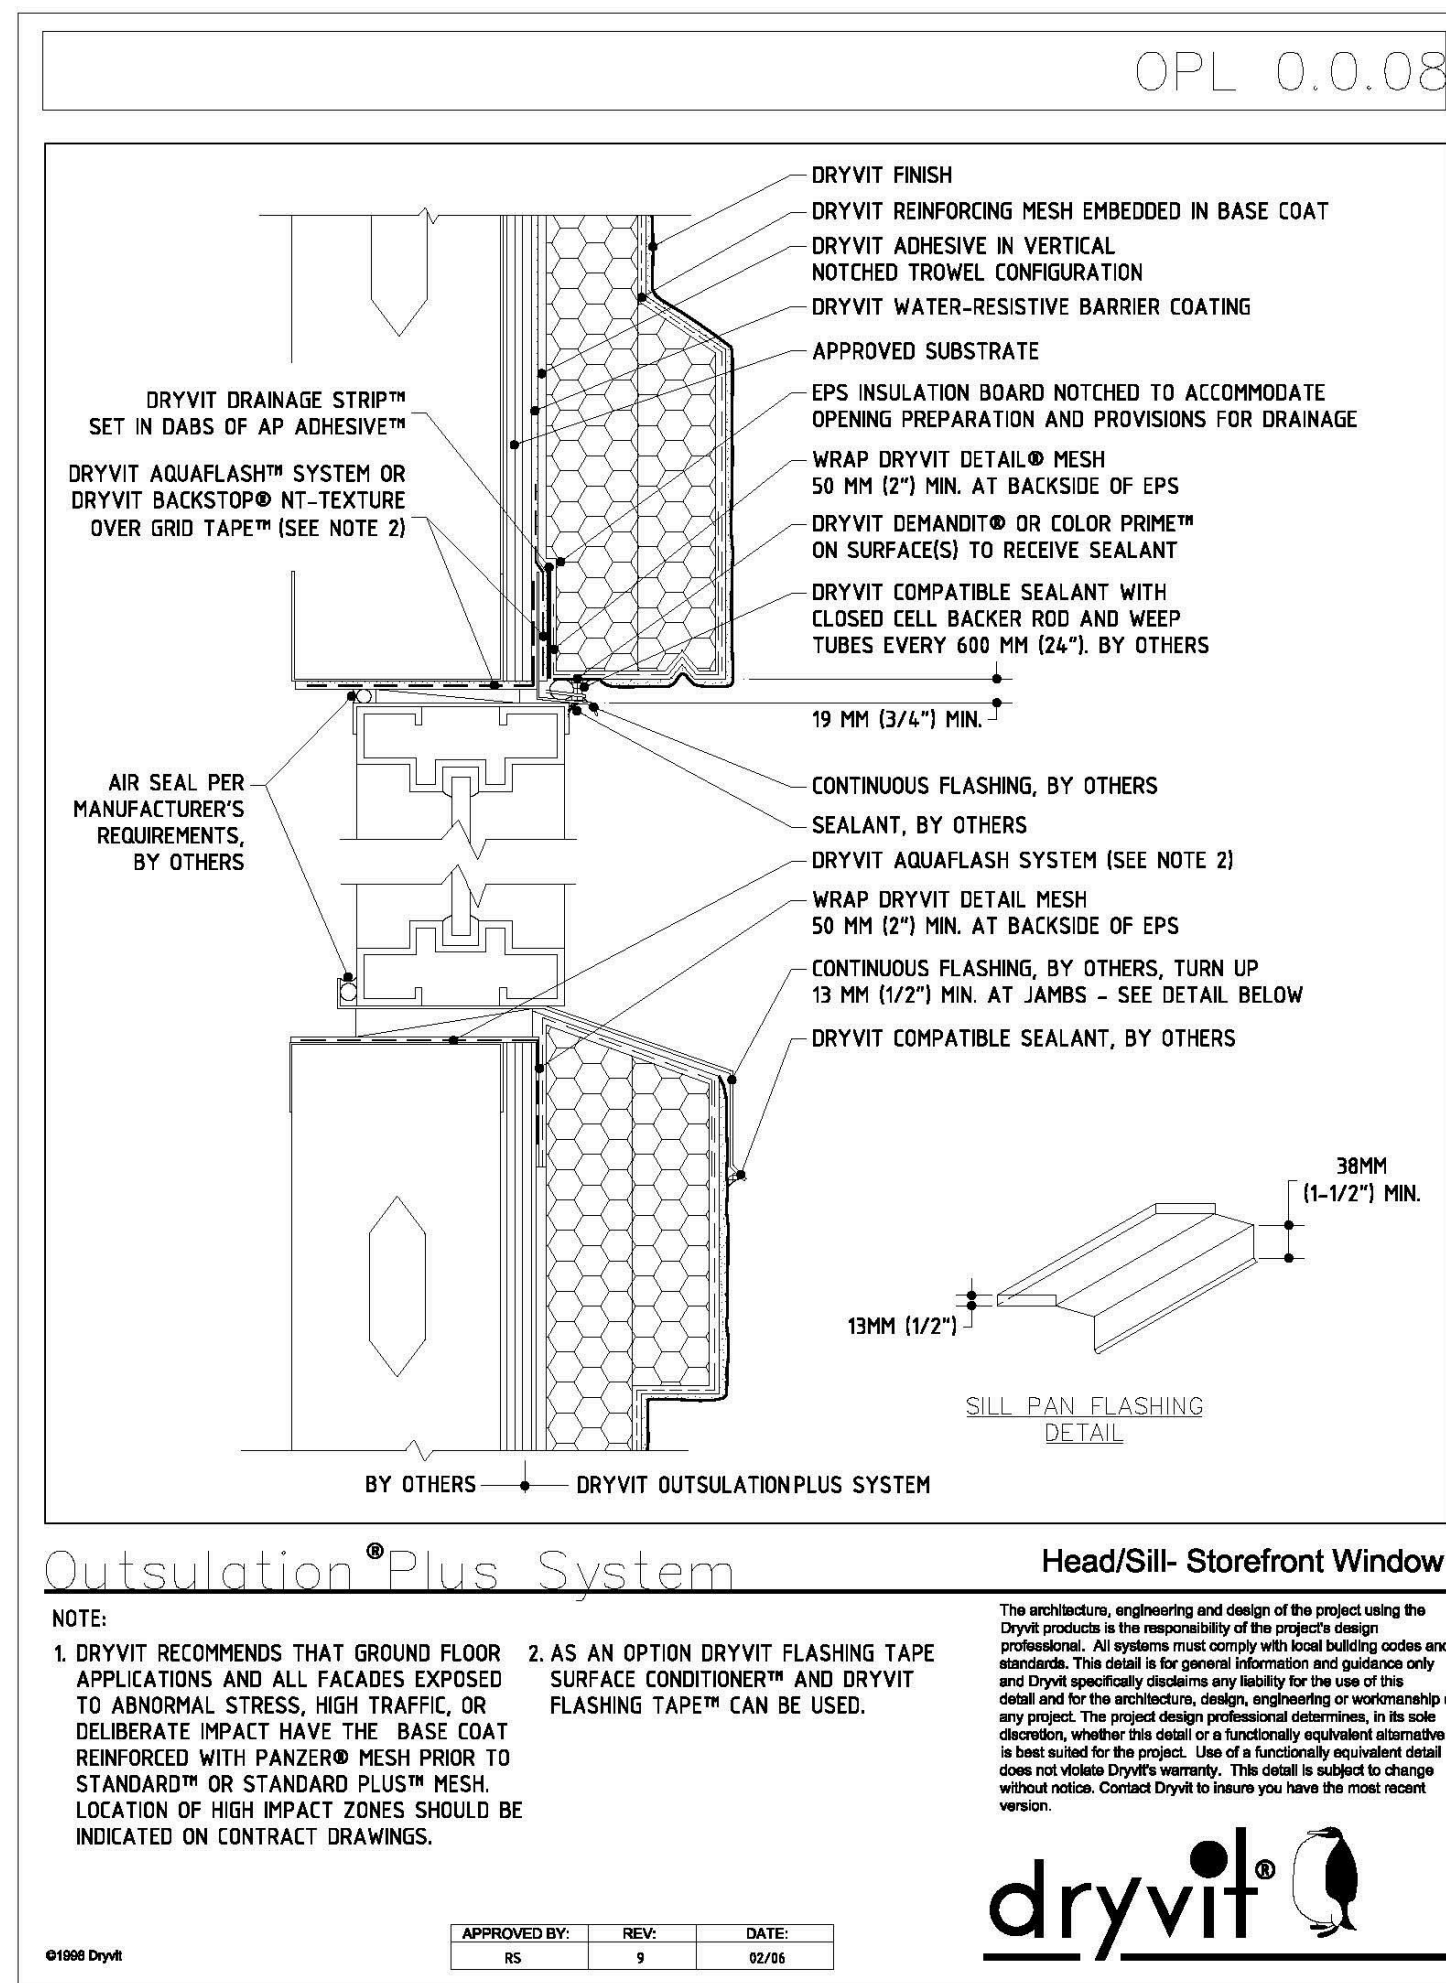 OPL 0.0.08
DRYVIT FINISH
DRYVIT REINFORCING MESH EMBEDDED IN BASE COAT
DRYVIT ADHESIVE IN VERTICAL
NOTCHED TROWEL CONFIGURATION
DRYVIT WATER-RESISTIVE BARRIER COATING
APPROVED SUBSTRATE
EPS INSULATION BOARD NOTCHED TO ACCOMMODATE
OPENING PREPARATION AND PROVISIONS FOR DRAINAGE
WRAP DRYVIT DETAIL® MESH
50 MM (2") MIN. AT BACKSIDE OF EPS
DRYVIT DEMANDIT® OR COLOR PRIME™
ON SURFACE(S) TO RECEIVE SEALANT
DRYVIT COMPATIBLE SEALANT WITH
CLOSED CELL BACKER ROD AND WEEP
TUBES EVERY 600 MM (24"). BY OTHERS
19 MM (3/4") MIN.
CONTINUOUS FLASHING, BY OTHERS
SEALANT, BY OTHERS
DRYVIT AQUAFLASH SYSTEM (SEE NOTE 2)
WRAP DRYVIT DETAIL MESH
50 MM (2") MIN. AT BACKSIDE OF EPS
CONTINUOUS FLASHING, BY OTHERS, TURN UP
13 MM (1/2") MIN. AT JAMBS - SEE DETAIL BELOW
DRYVIT COMPATIBLE SEALANT, BY OTHERS
DRYVIT DRAINAGE STRIP™
SET IN DABS OF AP ADHESIVE™
DRYVIT AQUAFLASH™ SYSTEM OR
DRYVIT BACKSTOP® NT-TEXTURE
OVER GRID TAPE™ (SEE NOTE 2)
AIR SEAL PER
MANUFACTURER'S
REQUIREMENTS,
BY OTHERS
38MM
(1-1/2") MIN.
13MM (1/2")
SILL PAN FLASHING
DETAIL
BY OTHERS
DRYVIT OUTSULATION PLUS SYSTEM
Outsulation® Plus System
Head/Sill- Storefront Window
NOTE:
1. DRYVIT RECOMMENDS THAT GROUND FLOOR
APPLICATIONS AND ALL FACADES EXPOSED
TO ABNORMAL STRESS, HIGH TRAFFIC, OR
DELIBERATE IMPACT HAVE THE BASE COAT
REINFORCED WITH PANZER® MESH PRIOR TO
STANDARD™ OR STANDARD PLUS™ MESH.
LOCATION OF HIGH IMPACT ZONES SHOULD BE
INDICATED ON CONTRACT DRAWINGS.
2. AS AN OPTION DRYVIT FLASHING TAPE
SURFACE CONDITIONER™ AND DRYVIT
FLASHING TAPE™ CAN BE USED.
The architecture, engineering and design of the project using the
Dryvit products is the responsibility of the project's design
professional. All systems must comply with local building codes and
standards. This detail is for general information and guidance only
and Dryvit specifically disclaims any liability for the use of this
detail and for the architecture, design, engineering or workmanship
any project. The project design professional determines, in its sole
discretion, whether this detail or a functionally equivalent alternative
is best suited for the project. Use of a functionally equivalent detail
does not violate Dryvit's warranty. This detail is subject to change
without notice. Contact Dryvit to insure you have the most recent
version.
dryvit®
APPROVED BY: REV: DATE:
RS 9 02/06
©1998 Dryvit